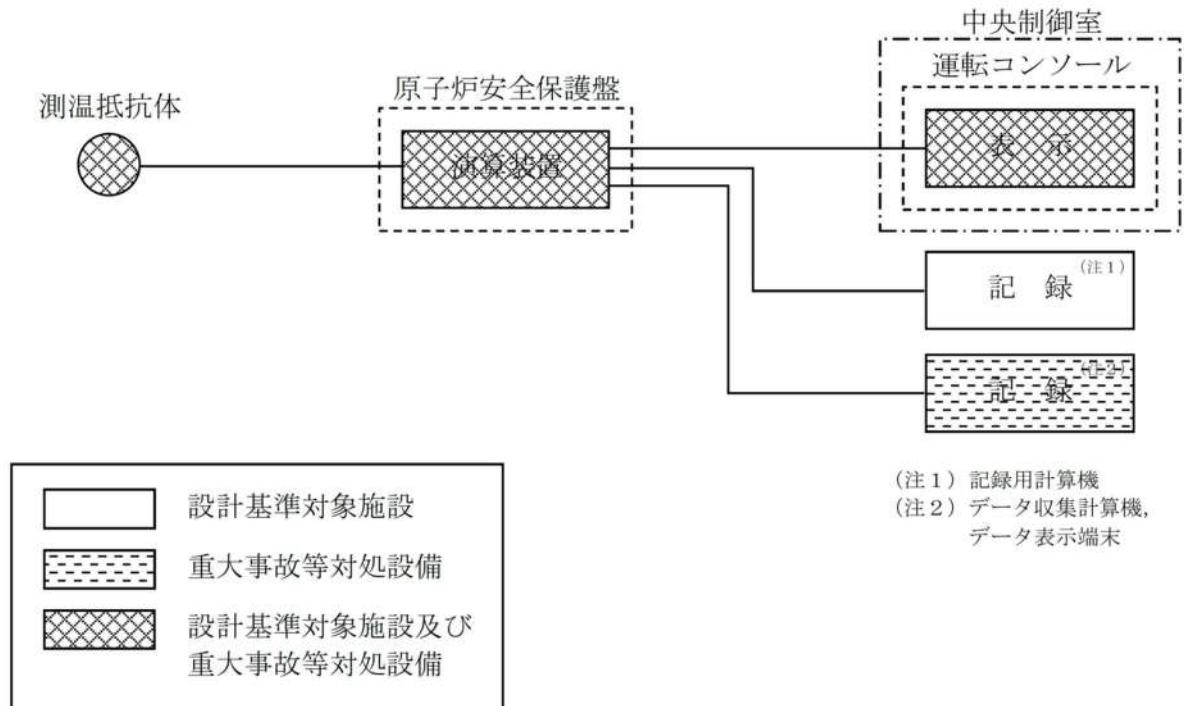 中央制御室
運転コンソール
原子炉安全保護盤
測温抵抗体
演算装置
表 示
記 録 (注1)
記 録 (注2)
(注1) 記録用計算機
(注2) データ収集計算機,
データ表示端末
設計基準対象施設
重大事故等対処設備
設計基準対象施設及び
重大事故等対処設備